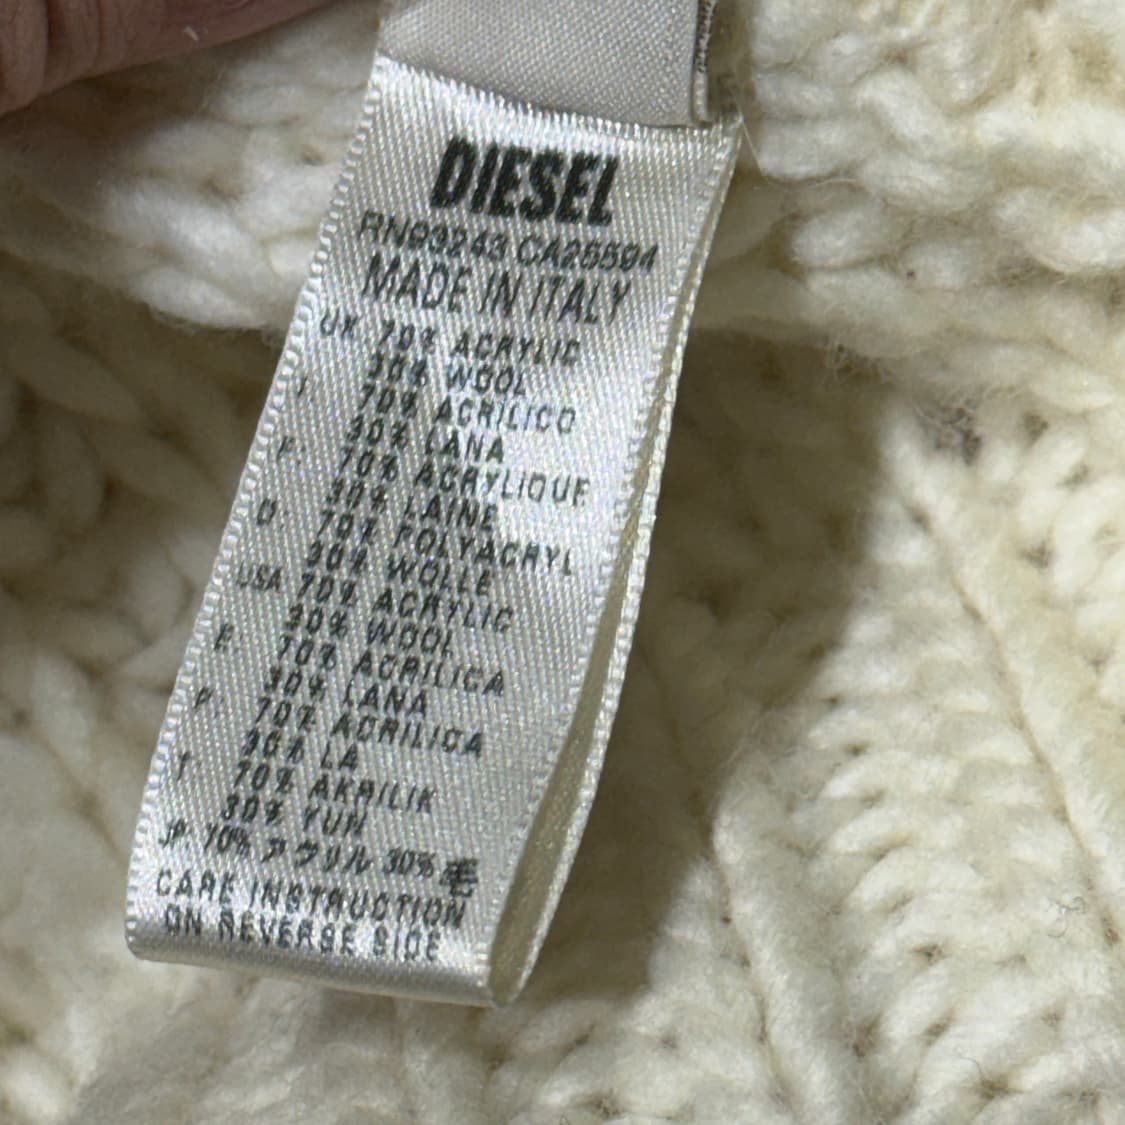 DIESEL
RN93243 CA25594
MADE IN ITALY
UK 70% ACRYLIC
30% WOOL
I 70% ACRILICO
30% LANA
F. 70% ACRYLIQUE
30% LAINE
D 70% POLYACRYL
30% WOLLE
USA 70% ACRYLIC
30% WOOL
E. 70% ACRILICA
30% LANA
P. 70% ACRILICA
30% LA
T 70% AKRILIK
30% YUN
JP 70% アクリル 30% 毛
CARE INSTRUCTION
ON REVERSE SIDE